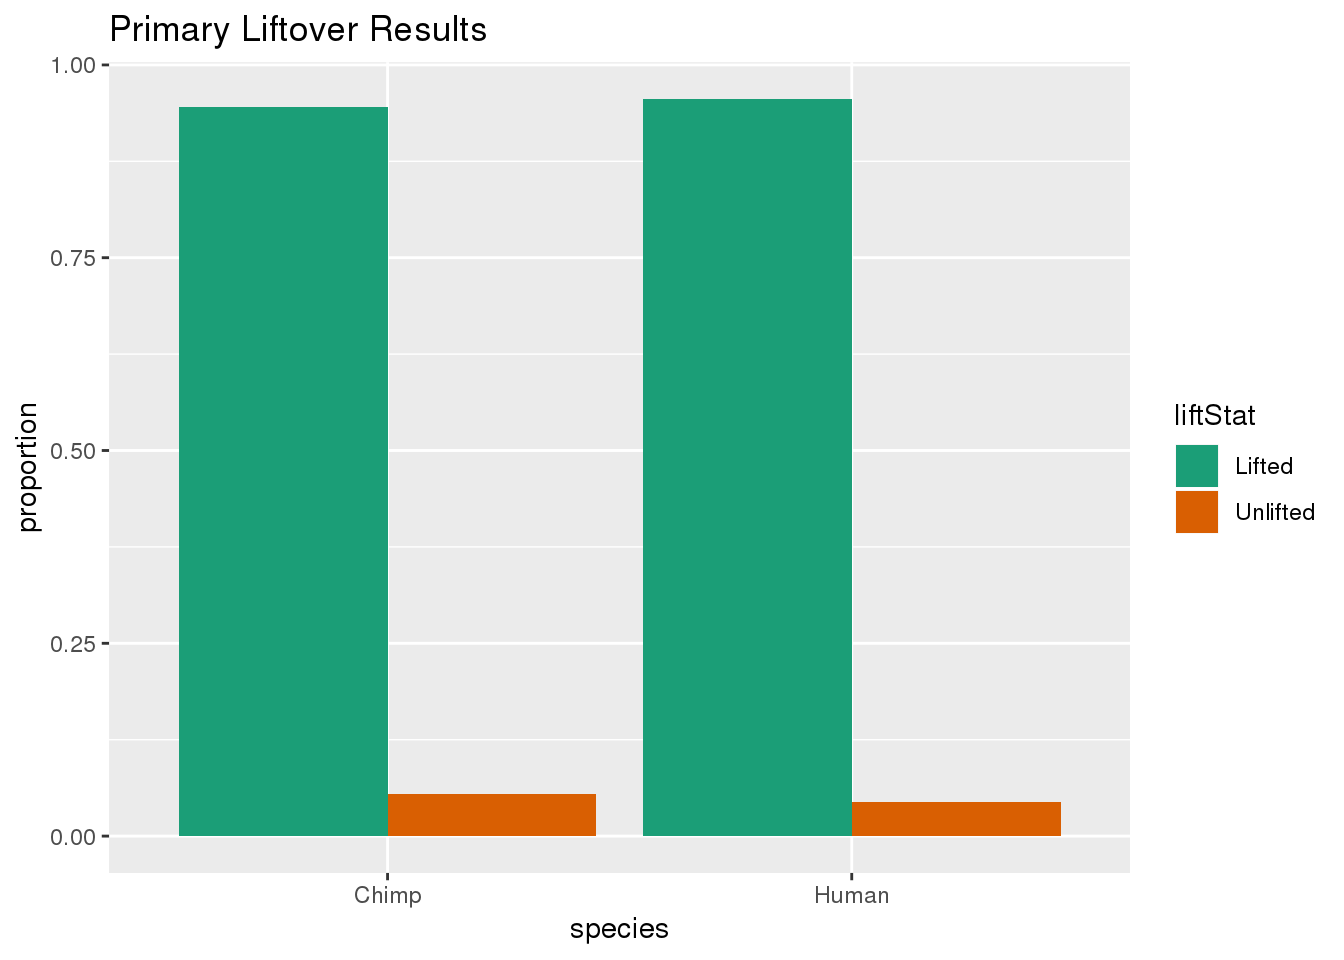 Primary Liftover Results
1.00
0.75
0.50
0.25
0.00
proportion
Chimp
Human
species
liftStat
Lifted
Unlifted